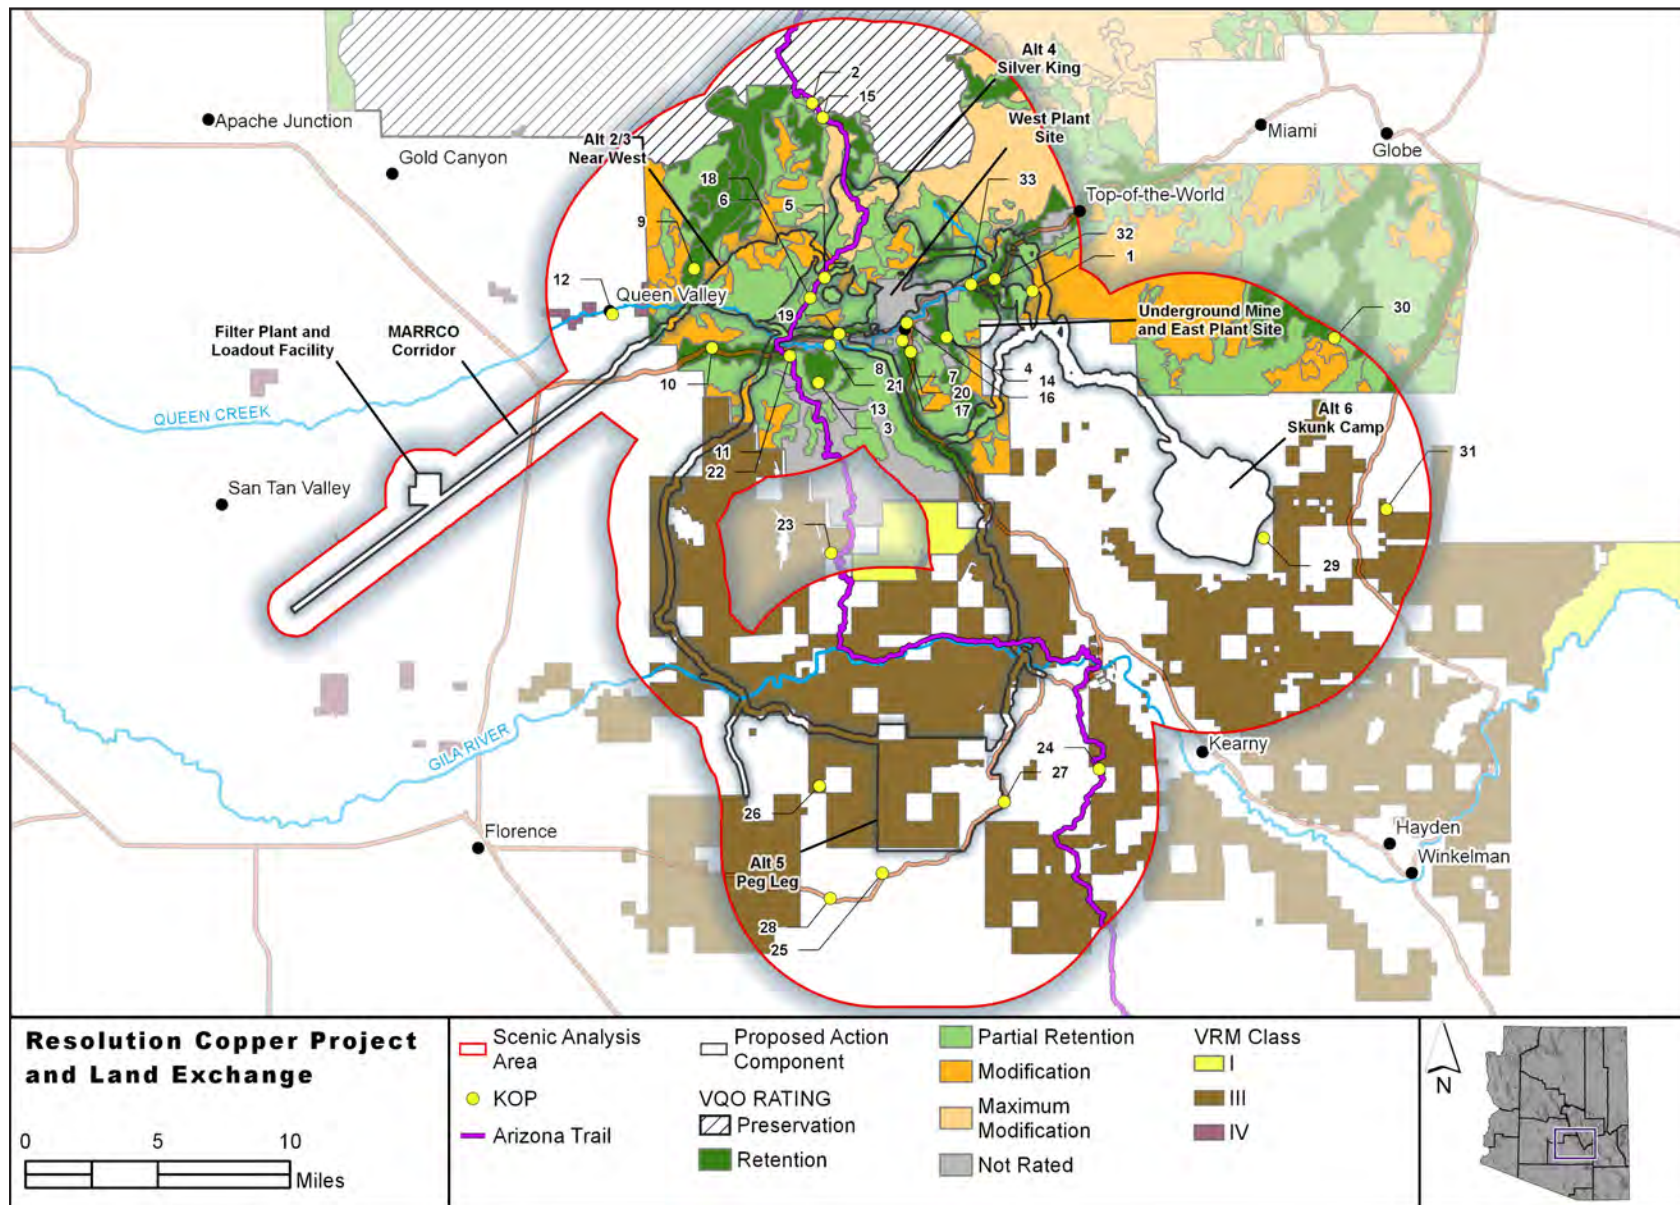 Alt 4
Silver King
2
15
West Plant
Site
Apache Junction
Miami
Globe
Gold Canyon
Alt 2/3
Near West
18
6
5
33
Top-of-the-World
9
32
1
12
Queen Valley
19
Underground Mine
and East Plant Site
30
Filter Plant and
Loadout Facility
MARRCO
Corridor
10
8
21
7
20
17
4
14
16
QUEEN CREEK
13
3
Alt 6
Skunk Camp
11
22
31
San Tan Valley
23
29
GILA RIVER
Kearny
24
27
26
Florence
Hayden
Winkelman
Alt 5
Peg Leg
28
25
Resolution Copper Project
and Land Exchange
0 5 10
Miles
Scenic Analysis
Area
KOP
Arizona Trail
Proposed Action
Component
VQO RATING
Preservation
Retention
Partial Retention
Modification
Maximum
Modification
Not Rated
VRM Class
I
III
IV
N